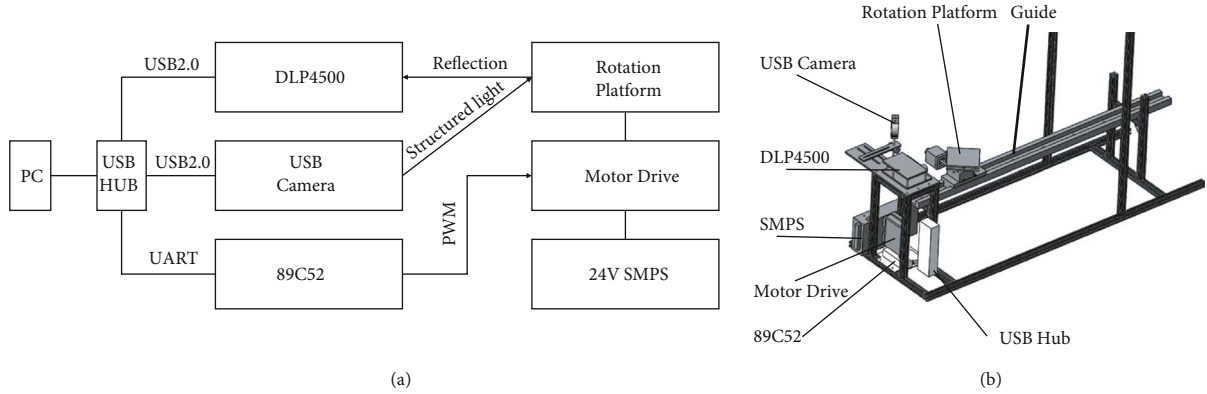 USB2.0
DLP4500
Reflection
Rotation
Platform
PC
USB
HUB
USB2.0
USB
Camera
Structured light
Motor Drive
UART
89C52
PWM
24V SMPS
(a)
Rotation Platform
Guide
USB Camera
DLP4500
SMPS
Motor Drive
89C52
USB Hub
(b)